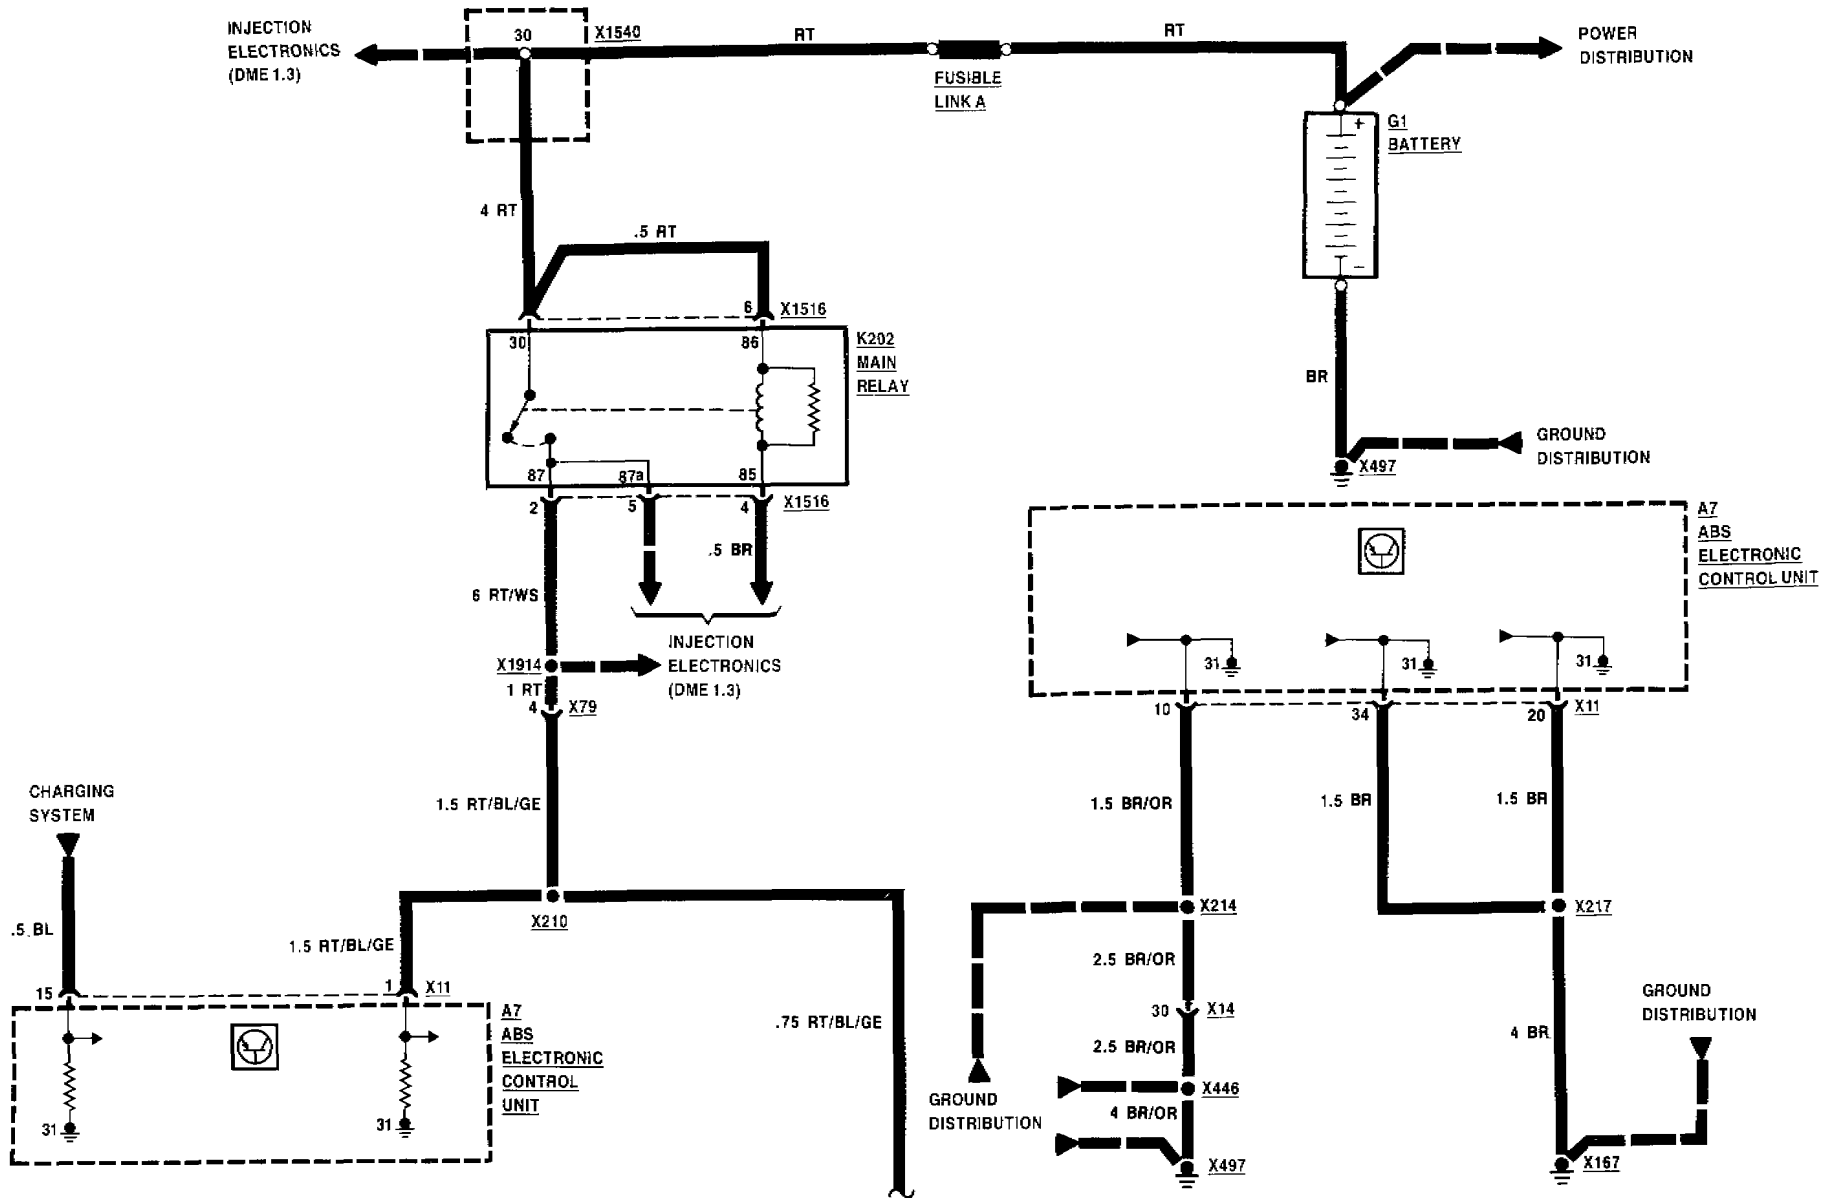 INJECTION
ELECTRONICS
(DME 1.3)
30
X1540
RT
FUSIBLE
LINK A
RT
POWER
DISTRIBUTION
+
G1
BATTERY
−
4 RT
.5 RT
6
X1516
30
86
K202
MAIN
RELAY
87
87a
85
2
5
4
X1516
.5 BR
6 RT/WS
INJECTION
ELECTRONICS
(DME 1.3)
X1914
1 RT
4
X79
BR
GROUND
DISTRIBUTION
X497
A7
ABS
ELECTRONIC
CONTROL UNIT
31
31
31
10
34
20
X11
CHARGING
SYSTEM
1.5 RT/BL/GE
1.5 BR/OR
1.5 BR
1.5 BR
X210
X214
X217
.5 BL
1.5 RT/BL/GE
15
1
X11
A7
ABS
ELECTRONIC
CONTROL
UNIT
31
31
.75 RT/BL/GE
2.5 BR/OR
30
X14
2.5 BR/OR
GROUND
DISTRIBUTION
X446
4 BR/OR
X497
4 BR
GROUND
DISTRIBUTION
X167